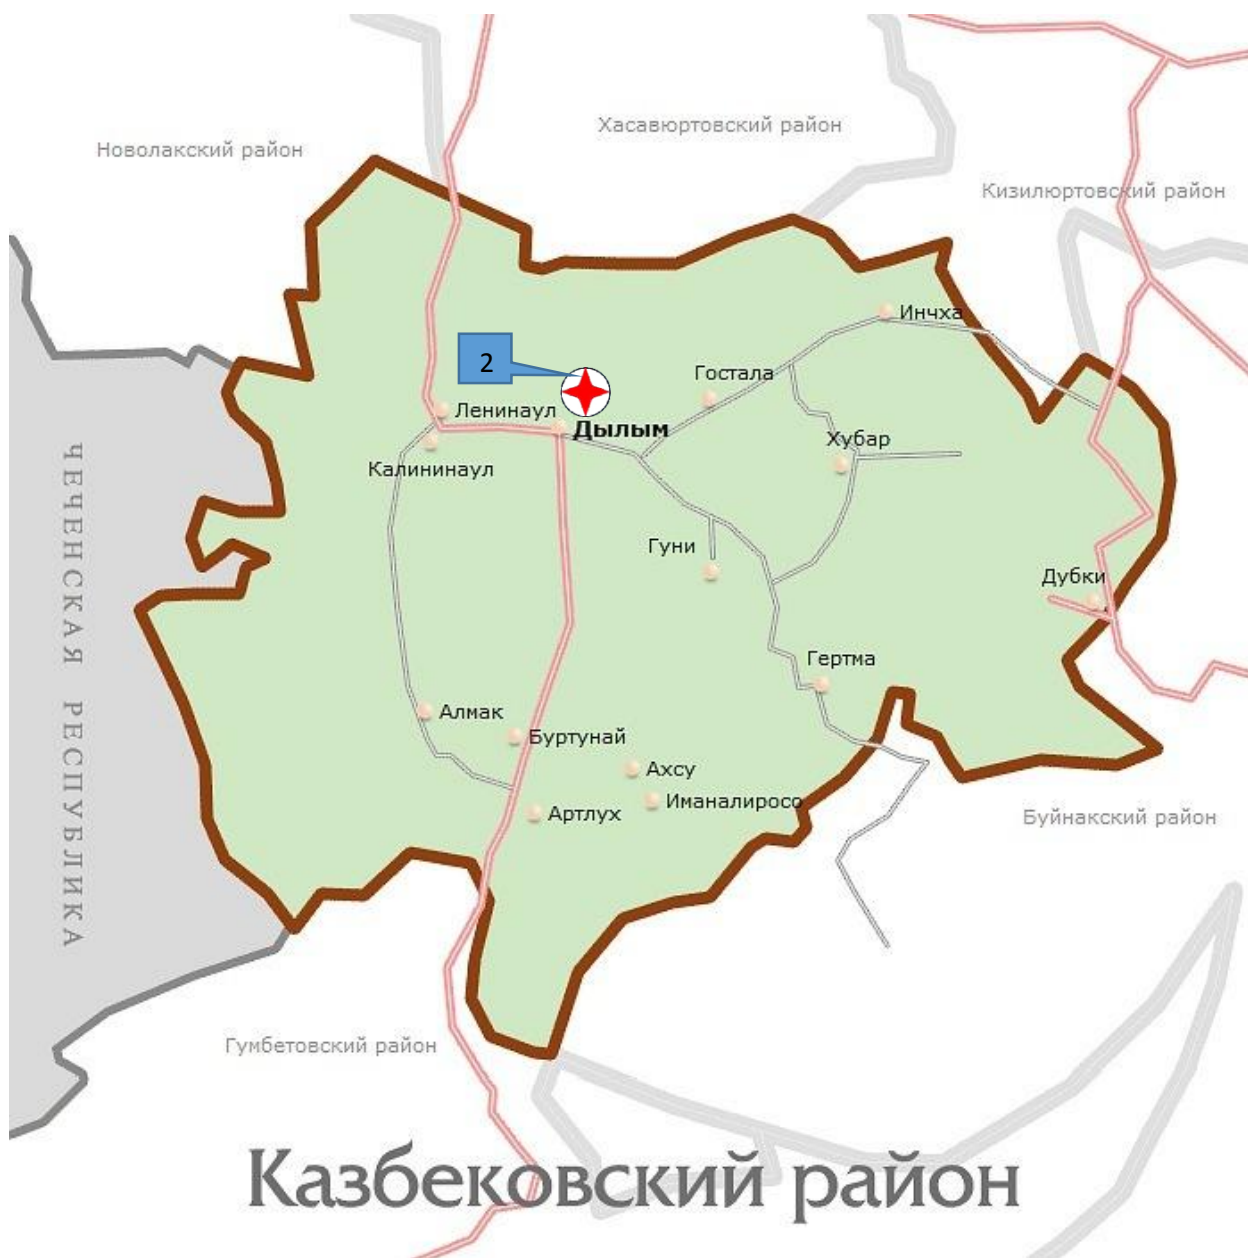 Хасавюртовский район
Новолакский район
Кизилюртовский район
Инчха
2
Гостала
Ленинаул
Дылым
Хубар
Калининаул
ЧЕЧЕНСКАЯ РЕСПУБЛИКА
Гуни
Дубки
Гертма
Алмак
Буртунай
Ахсу
Иманалиросо
Артлух
Буйнакский район
Гумбетовский район
Казбековский район